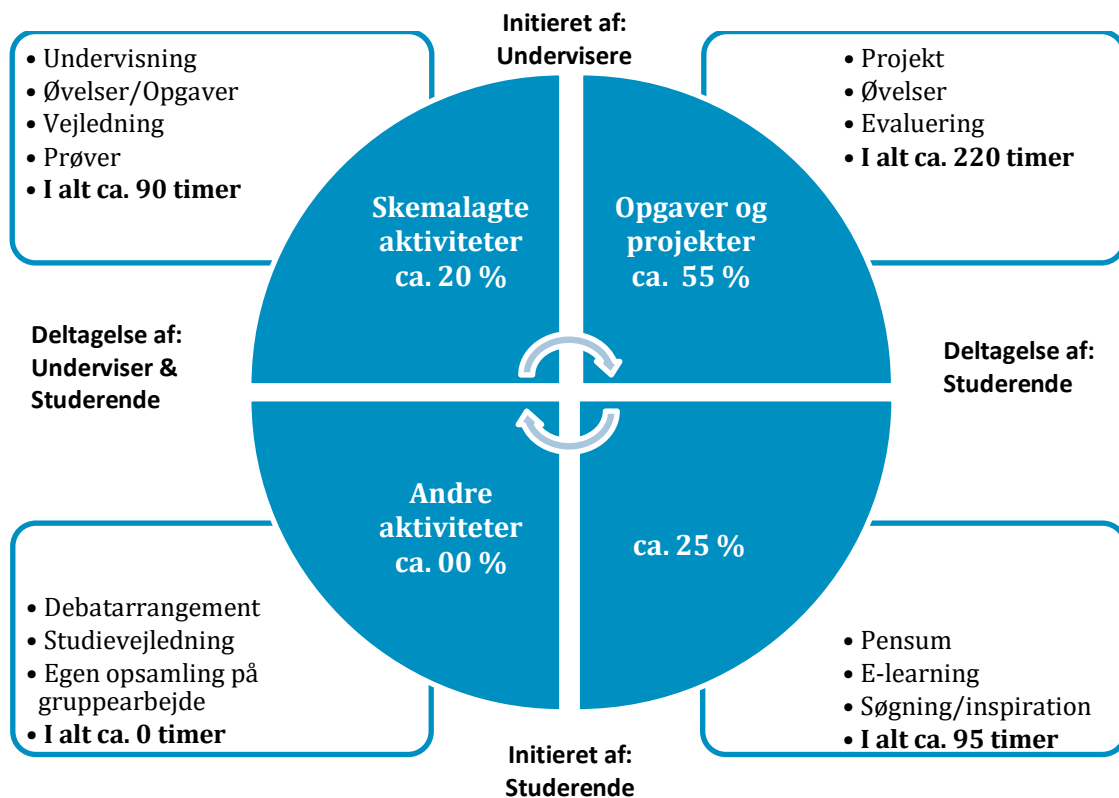 Initieret af:
Undervisere
• Undervisning
• Øvelser/Opgaver
• Vejledning
• Prøver
• I alt ca. 90 timer
• Projekt
• Øvelser
• Evaluering
• I alt ca. 220 timer
Skemalagte
aktiviteter
ca. 20 %
Opgaver og
projekter
ca. 55 %
Deltagelse af:
Underviser &
Studerende
Deltagelse af:
Studerende
Andre
aktiviteter
ca. 00 %
ca. 25 %
• Debatarrangement
• Studievejledning
• Egen opsamling på
gruppearbejde
• I alt ca. 0 timer
• Pensum
• E-learning
• Søgning/inspiration
• I alt ca. 95 timer
Initieret af:
Studerende